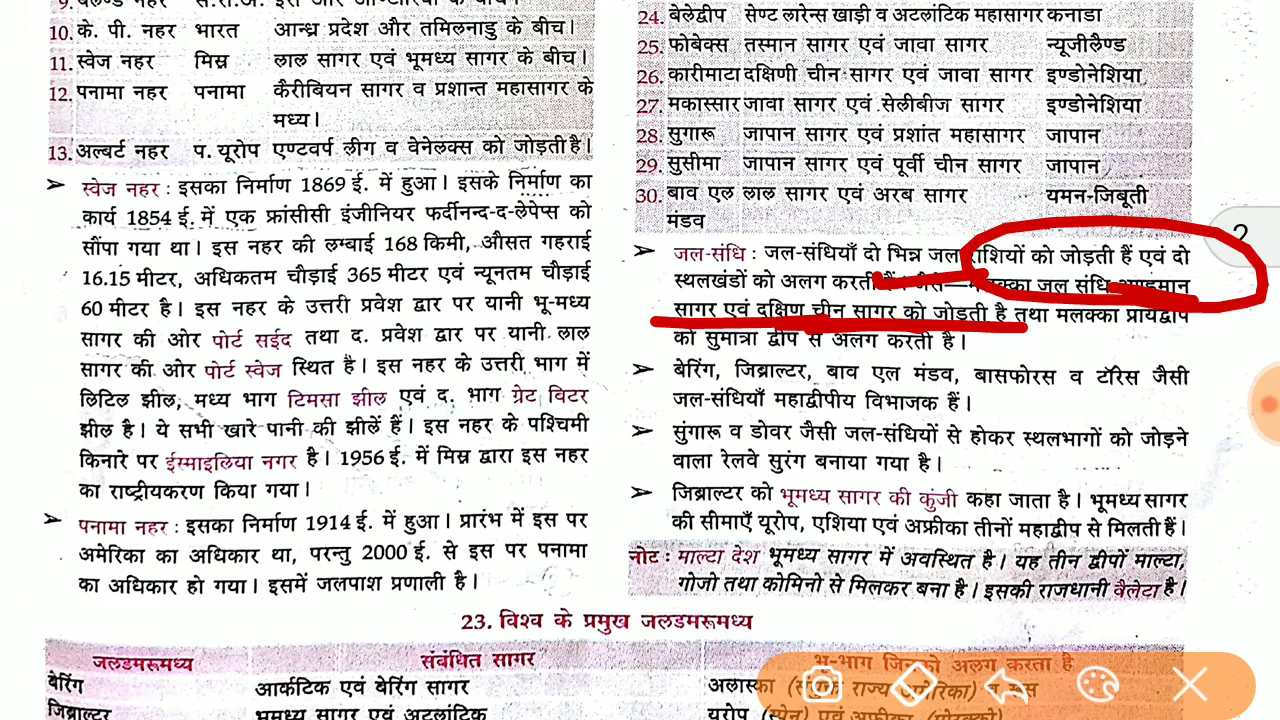 10. के. पी. नहर भारत आन्ध्र प्रदेश और तमिलनाडु के बीच।
11. स्वेज नहर मिस्र लाल सागर एवं भूमध्य सागर के बीच।
12. पनामा नहर पनामा कैरीबियन सागर व प्रशान्त महासागर के
मध्य।
13. अल्बर्ट नहर प. यूरोप एण्टवर्प लीग व वेनेलक्स को जोड़ती है।
➢ स्वेज नहर : इसका निर्माण 1869 ई. में हुआ। इसके निर्माण का
कार्य 1854 ई. में एक फ्रांसीसी इंजीनियर फर्दीनन्द-द-लेपेप्स को
सौंपा गया था। इस नहर की लम्बाई 168 किमी, औसत गहराई
16.15 मीटर, अधिकतम चौड़ाई 365 मीटर एवं न्यूनतम चौड़ाई
60 मीटर है। इस नहर के उत्तरी प्रवेश द्वार पर यानी भू-मध्य
सागर की ओर पोर्ट सईद तथा द. प्रवेश द्वार पर यानी लाल
सागर की ओर पोर्ट स्वेज स्थित है। इस नहर के उत्तरी भाग में
लिटिल झील, मध्य भाग टिमसा झील एवं द. भाग ग्रेट बिटर
झील है। ये सभी खारे पानी की झीलें हैं। इस नहर के पश्चिमी
किनारे पर ईस्माइलिया नगर है। 1956 ई. में मिस्र द्वारा इस नहर
का राष्ट्रीयकरण किया गया।
➢ पनामा नहर : इसका निर्माण 1914 ई. में हुआ। प्रारंभ में इस पर
अमेरिका का अधिकार था, परन्तु 2000 ई. से इस पर पनामा
का अधिकार हो गया। इसमें जलपाश प्रणाली है।
24. बेलेद्वीप सेण्ट लारेन्स खाड़ी व अटलांटिक महासागर कनाडा
25. फोबेक्स तस्मान सागर एवं जावा सागर न्यूजीलैण्ड
26. कारीमाटा दक्षिणी चीन सागर एवं जावा सागर इण्डोनेशिया
27. मकास्सार जावा सागर एवं सेलीबीज सागर इण्डोनेशिया
28. सुगारू जापान सागर एवं प्रशांत महासागर जापान
29. सुसीमा जापान सागर एवं पूर्वी चीन सागर जापान
30. बाव एल लाल सागर एवं अरब सागर यमन-जिबूती
मंडव
➢ जल-संधि : जल-संधियाँ दो भिन्न जल राशियों को जोड़ती हैं एवं दो
स्थलखंडों को अलग करती जल संधि
सागर एवं दक्षिण चीन सागर को जोड़ती है तथा मलक्का प्रायद्वीप
को सुमात्रा द्वीप से अलग करती है।
➢ बेरिंग, जिब्राल्टर, बाव एल मंडव, बासफोरस व टॉरिस जैसी
जल-संधियाँ महाद्वीपीय विभाजक हैं।
➢ सुंगारू व डोवर जैसी जल-संधियों से होकर स्थलभागों को जोड़ने
वाला रेलवे सुरंग बनाया गया है।
➢ जिब्राल्टर को भूमध्य सागर की कुंजी कहा जाता है। भूमध्य सागर
की सीमाएँ यूरोप, एशिया एवं अफ्रीका तीनों महाद्वीप से मिलती हैं।
नोट : माल्टा देश भूमध्य सागर में अवस्थित है। यह तीन द्वीपों माल्टा,
गोजो तथा कोमिनो से मिलकर बना है। इसकी राजधानी वैलेटा है।
23. विश्व के प्रमुख जलडमरूमध्य
जलडमरूमध्य संबंधित सागर भू-भाग जिनको अलग करता है
बेरिंग आर्कटिक एवं बेरिंग सागर अलास्का
जिब्राल्टर भूमध्य सागर एवं अटलांटिक यूरोप